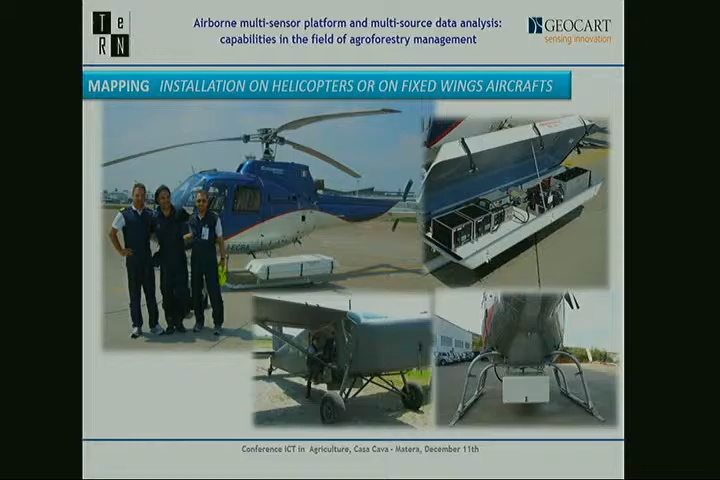 Te
RN
Airborne multi-sensor platform and multi-source data analysis:
capabilities in the field of agroforestry management
GEOCART
sensing innovation
MAPPING INSTALLATION ON HELICOPTERS OR ON FIXED WINGS AIRCRAFTS
Conference ICT in Agriculture, Casa Cava - Matera, December 11th